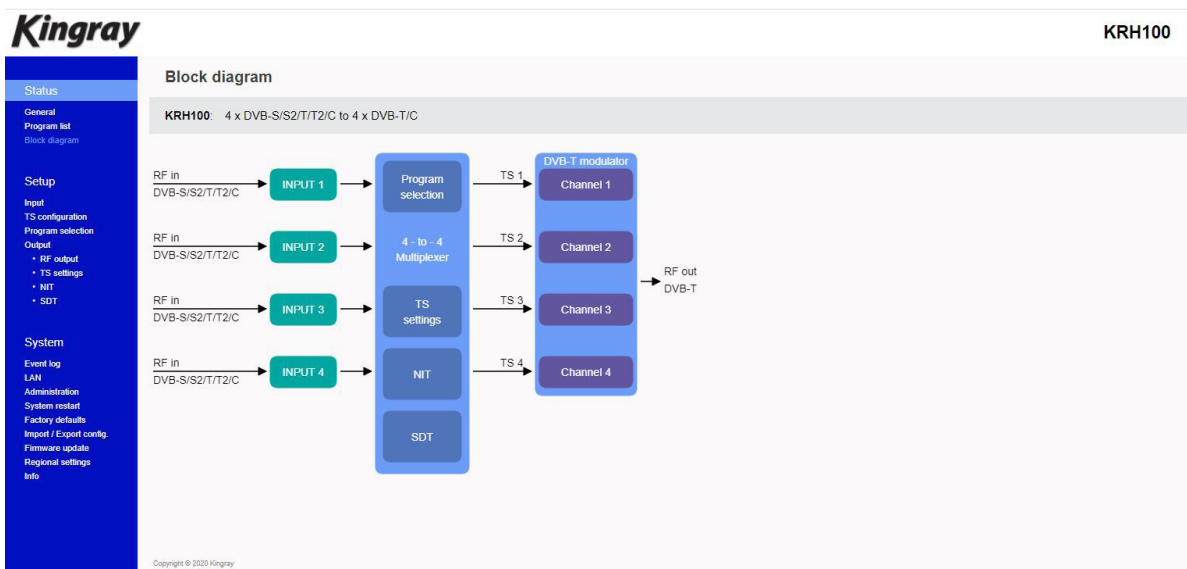 Kingray
KRH100
Status
General
Program list
Block diagram
Setup
Input
TS configuration
Program selection
Output
• RF output
• TS settings
• NIT
• SDT
System
Event log
LAN
Administration
System restart
Factory defaults
Import / Export config.
Firmware update
Regional settings
Info
Block diagram
KRH100: 4 x DVB-S/S2/T/T2/C to 4 x DVB-T/C
RF in
DVB-S/S2/T/T2/C
INPUT 1
RF in
DVB-S/S2/T/T2/C
INPUT 2
RF in
DVB-S/S2/T/T2/C
INPUT 3
RF in
DVB-S/S2/T/T2/C
INPUT 4
Program
selection
4 - to - 4
Multiplexer
TS
settings
NIT
SDT
TS 1
TS 2
TS 3
TS 4
DVB-T modulator
Channel 1
Channel 2
Channel 3
Channel 4
RF out
DVB-T
Copyright © 2020 Kingray